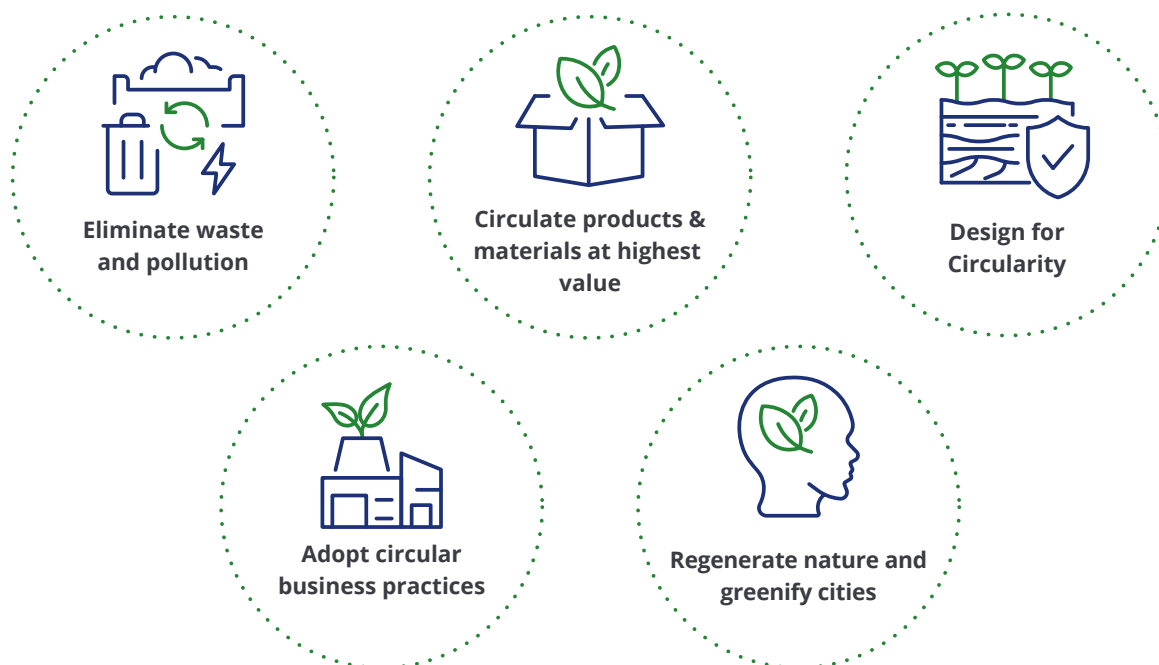 Eliminate waste
and pollution
Circulate products &
materials at highest
value
Design for
Circularity
Adopt circular
business practices
Regenerate nature and
greenify cities